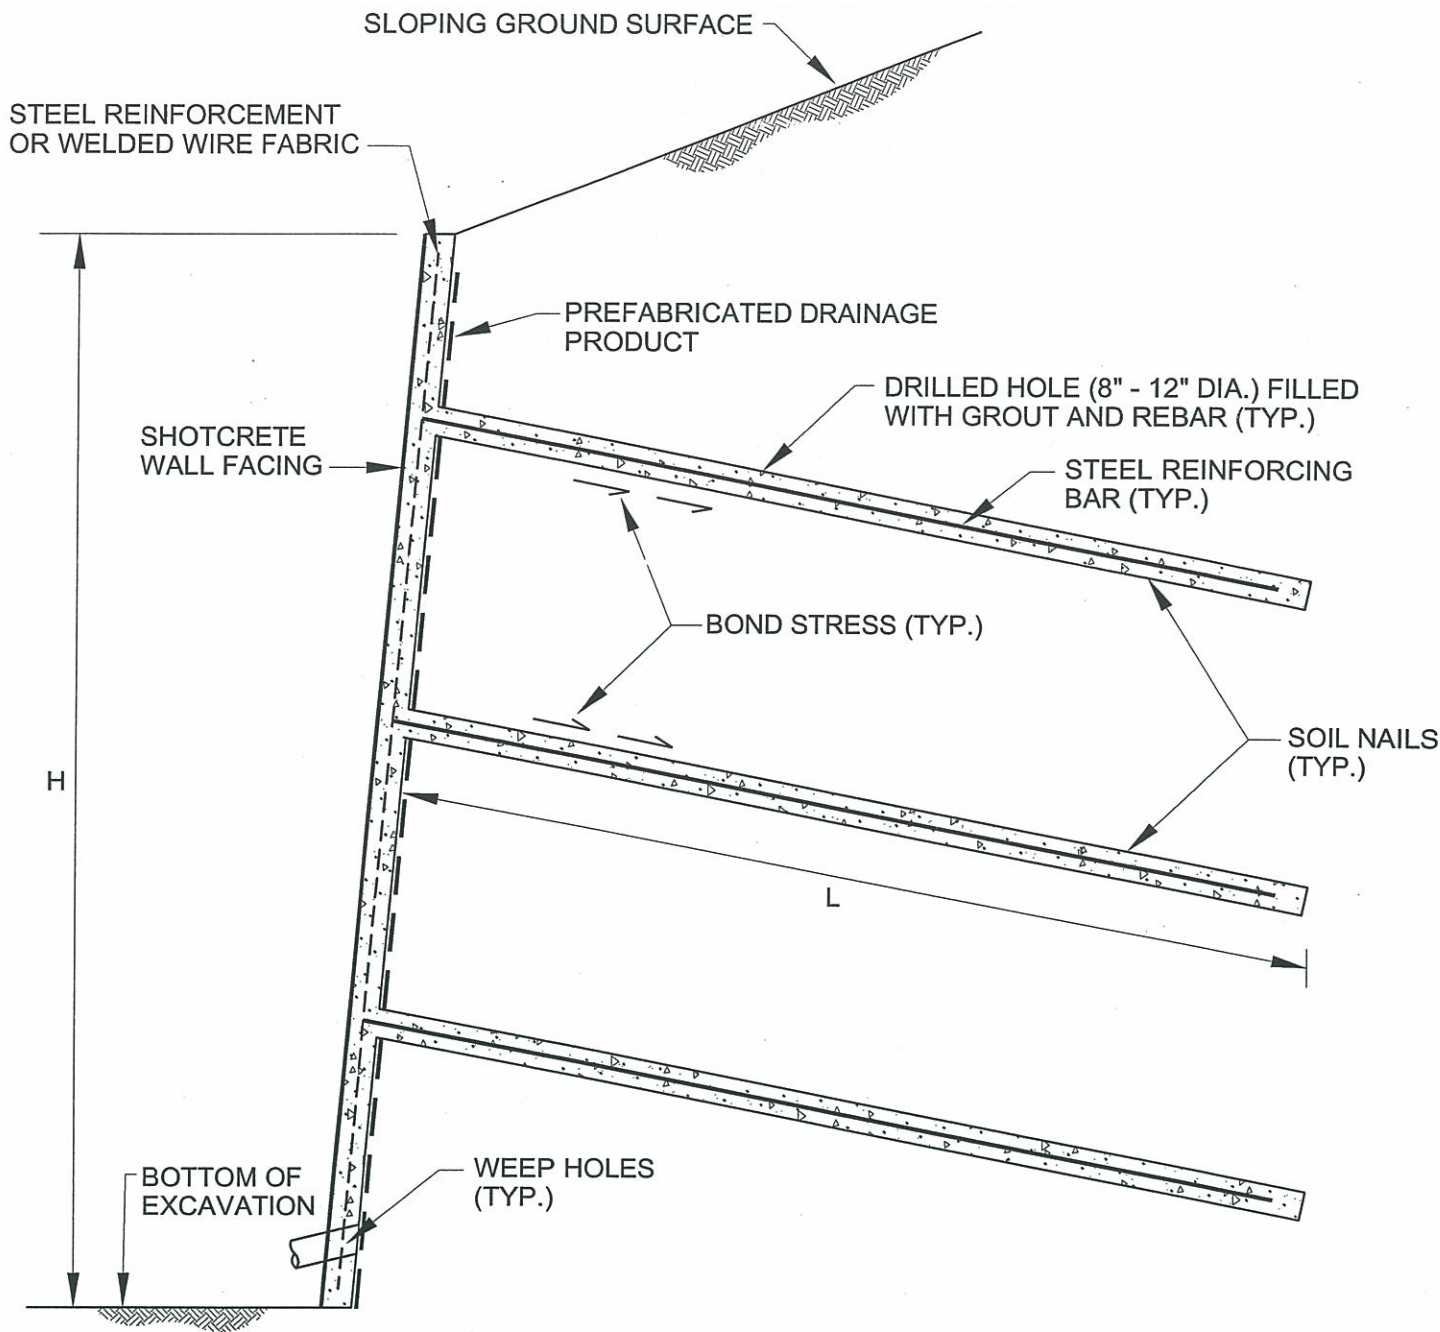 SLOPING GROUND SURFACE
STEEL REINFORCEMENT
OR WELDED WIRE FABRIC
PREFABRICATED DRAINAGE
PRODUCT
DRILLED HOLE (8" - 12" DIA.) FILLED
WITH GROUT AND REBAR (TYP.)
SHOTCRETE
WALL FACING
STEEL REINFORCING
BAR (TYP.)
BOND STRESS (TYP.)
SOIL NAILS
(TYP.)
H
L
BOTTOM OF
EXCAVATION
WEEP HOLES
(TYP.)